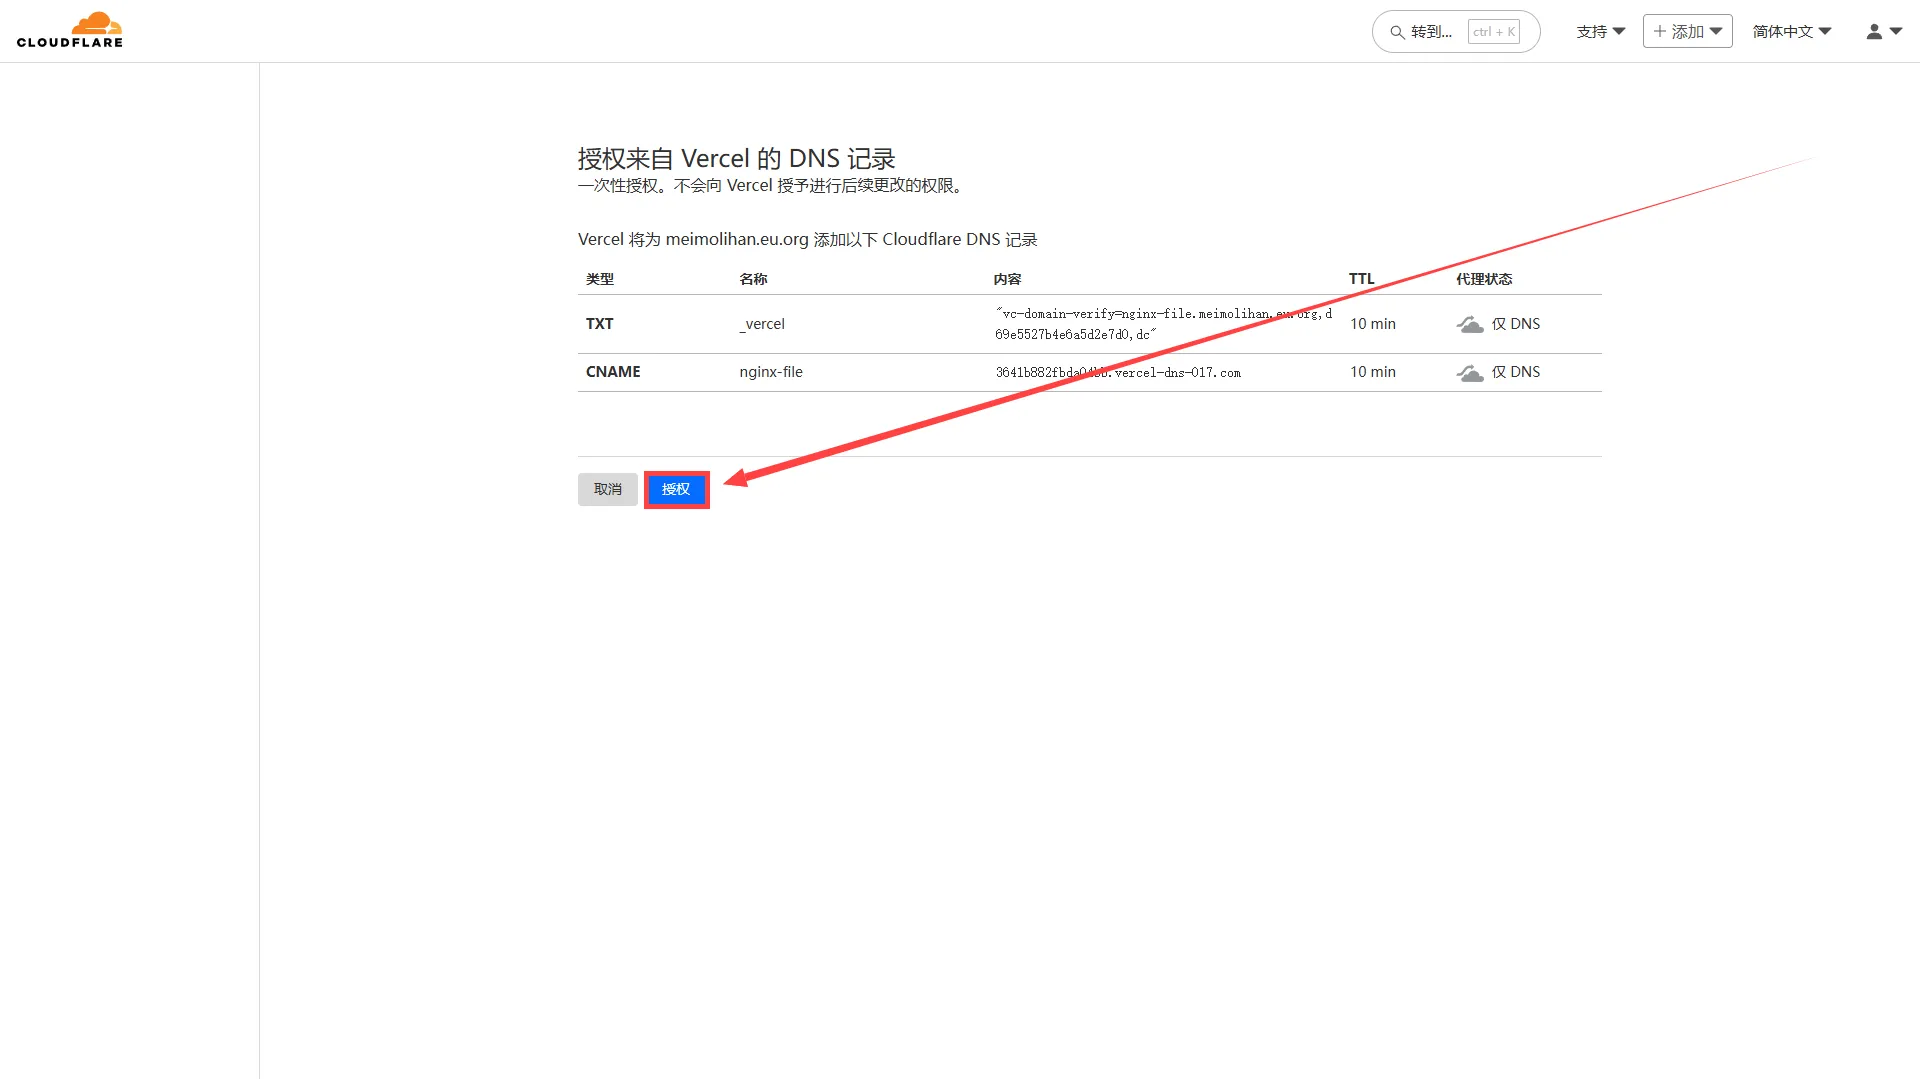 CLOUDFLARE
转到... ctrl + K 支持 + 添加 简体中文
授权来自 Vercel 的 DNS 记录
一次性授权。不会向 Vercel 授予进行后续更改的权限。
Vercel 将为 meimolihan.eu.org 添加以下 Cloudflare DNS 记录
类型 名称 内容 TTL 代理状态
TXT _vercel "vc-domain-verify=nginx-file.meimolihan.eu.org,d 10 min 仅 DNS
69e5527b4e6a5d2e7d0,dc"
CNAME nginx-file 3641b882fbda04bb.vercel-dns-017.com 10 min 仅 DNS
取消 授权